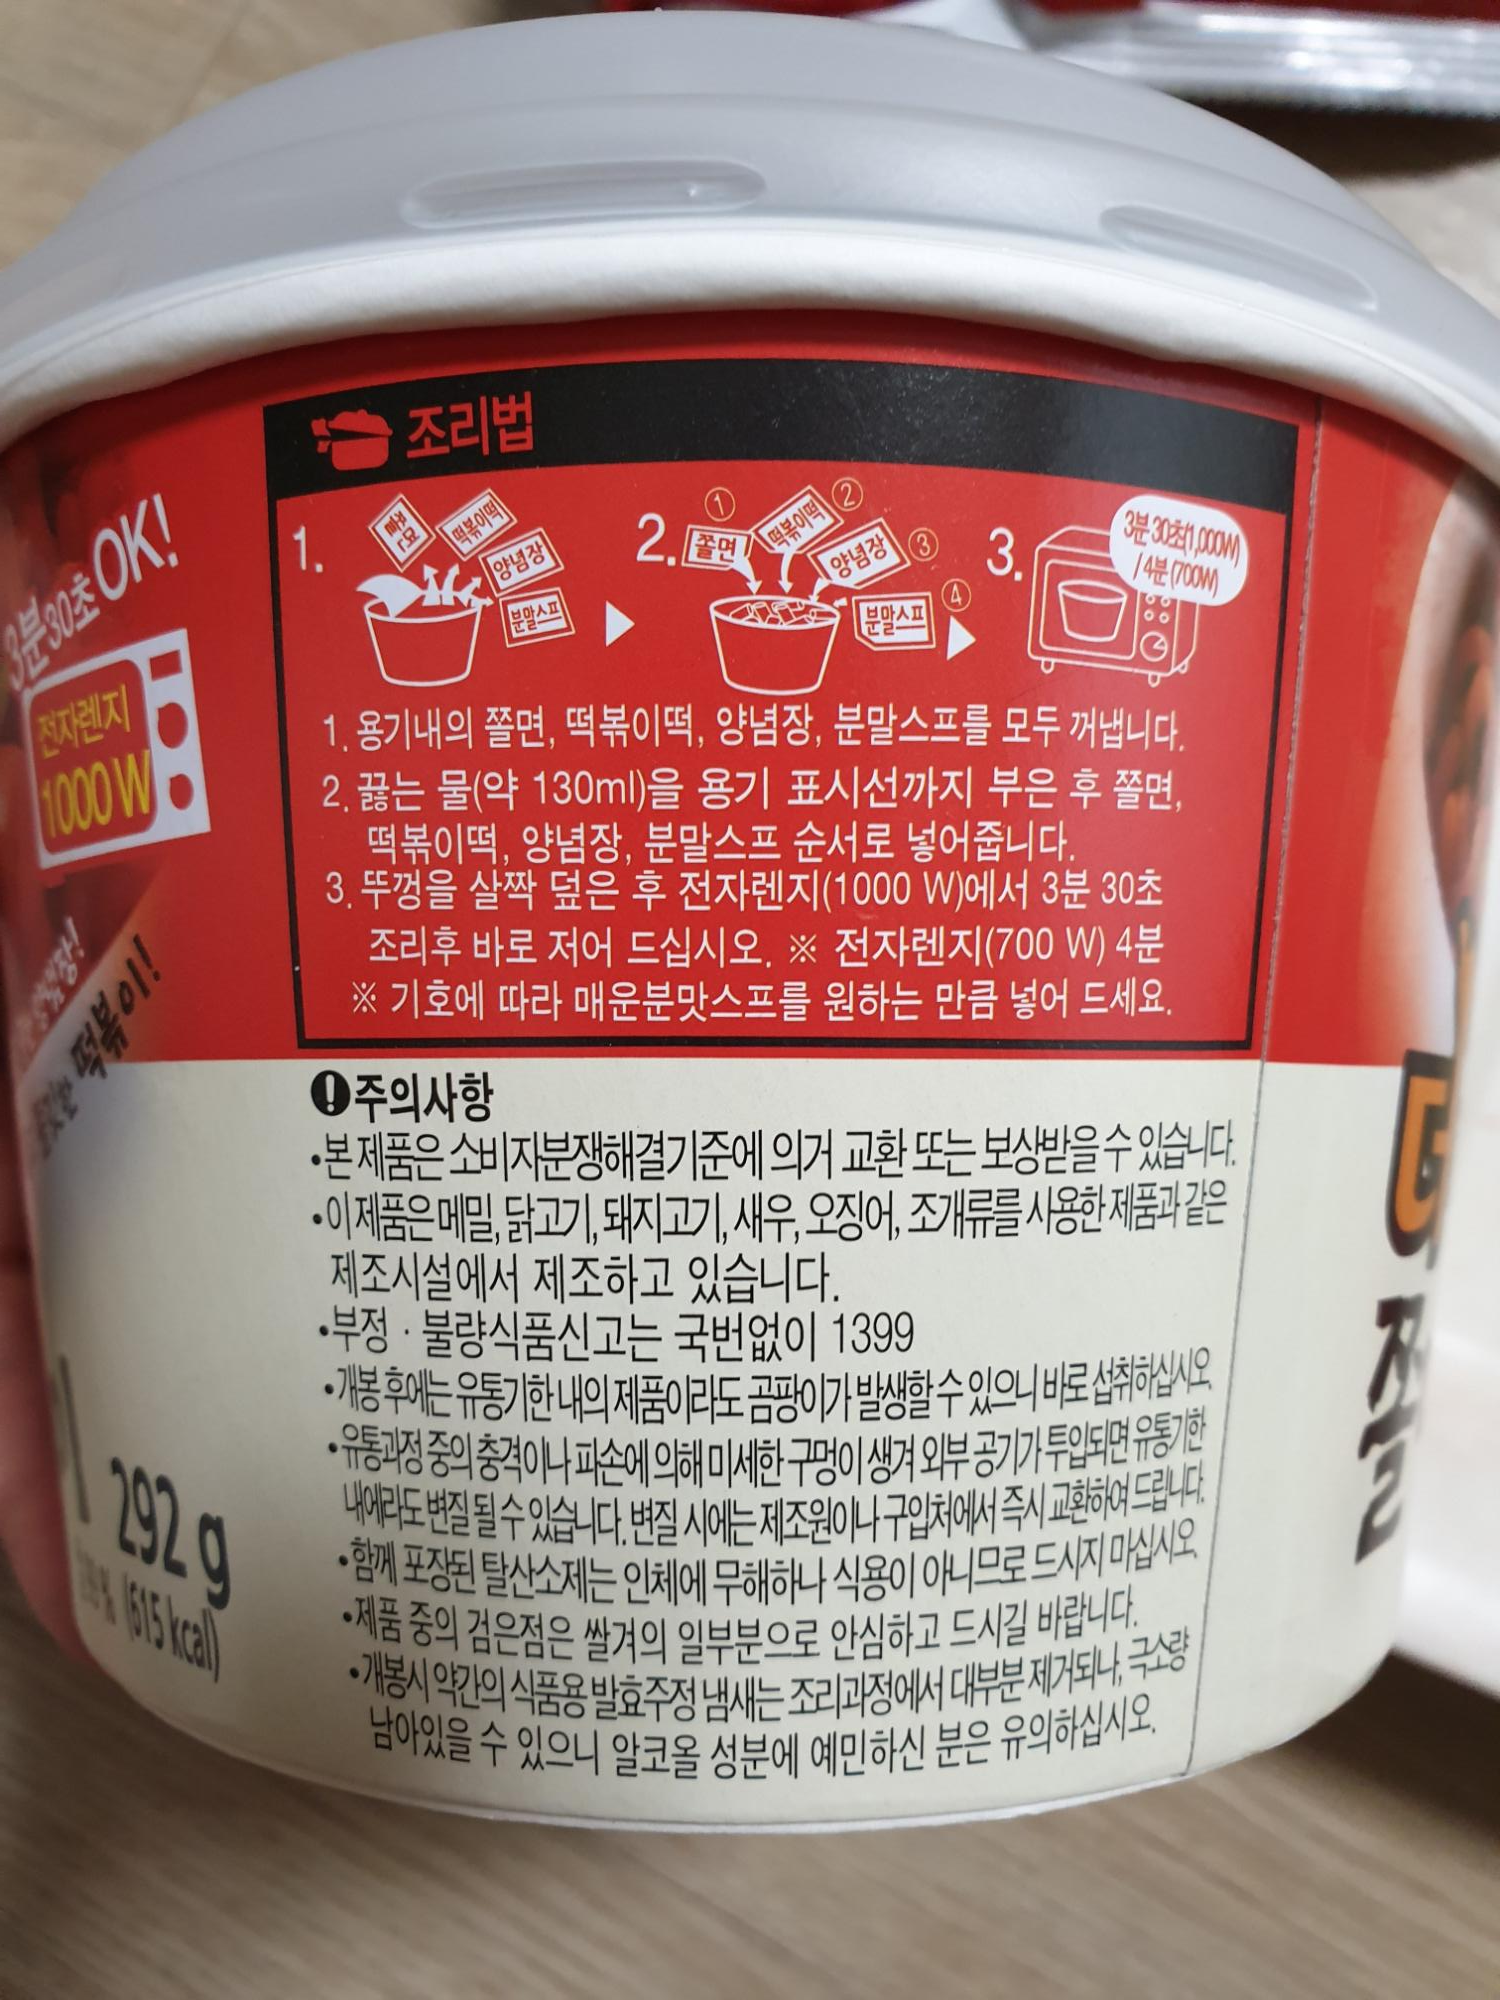 조리법
1.
쫄면
떡볶이떡
양념장
분말스프
2.
① 쫄면
② 떡볶이떡
③ 양념장
④ 분말스프
3.
3분 30초(1,000W)
/ 4분 (700W)
1. 용기내의 쫄면, 떡볶이떡, 양념장, 분말스프를 모두 꺼냅니다.
2. 끓는 물(약 130ml)을 용기 표시선까지 부은 후 쫄면,
떡볶이떡, 양념장, 분말스프 순서로 넣어줍니다.
3. 뚜껑을 살짝 덮은 후 전자렌지(1000 W)에서 3분 30초
조리후 바로 저어 드십시오. ※ 전자렌지(700 W) 4분
※ 기호에 따라 매운분맛스프를 원하는 만큼 넣어 드세요.
주의사항
•본 제품은 소비자분쟁해결기준에 의거 교환 또는 보상받을 수 있습니다.
•이 제품은 메밀, 닭고기, 돼지고기, 새우, 오징어, 조개류를 사용한 제품과 같은
제조시설에서 제조하고 있습니다.
•부정 · 불량식품신고는 국번없이 1399
•개봉 후에는 유통기한 내의 제품이라도 곰팡이가 발생할 수 있으니 바로 섭취하십시오.
•유통과정 중의 충격이나 파손에 의해 미세한 구멍이 생겨 외부 공기가 투입되면 유통기한
내에라도 변질 될 수 있습니다. 변질 시에는 제조원이나 구입처에서 즉시 교환하여 드립니다.
•함께 포장된 탈산소제는 인체에 무해하나 식용이 아니므로 드시지 마십시오.
•제품 중의 검은점은 쌀겨의 일부분으로 안심하고 드시길 바랍니다.
•개봉시 약간의 식품용 발효주정 냄새는 조리과정에서 대부분 제거되나, 극소량
남아있을 수 있으니 알코올 성분에 예민하신 분은 유의하십시오.
3분30초OK!
전자렌지
1000W
떡볶이!
292 g
(615 kcal)
쫄